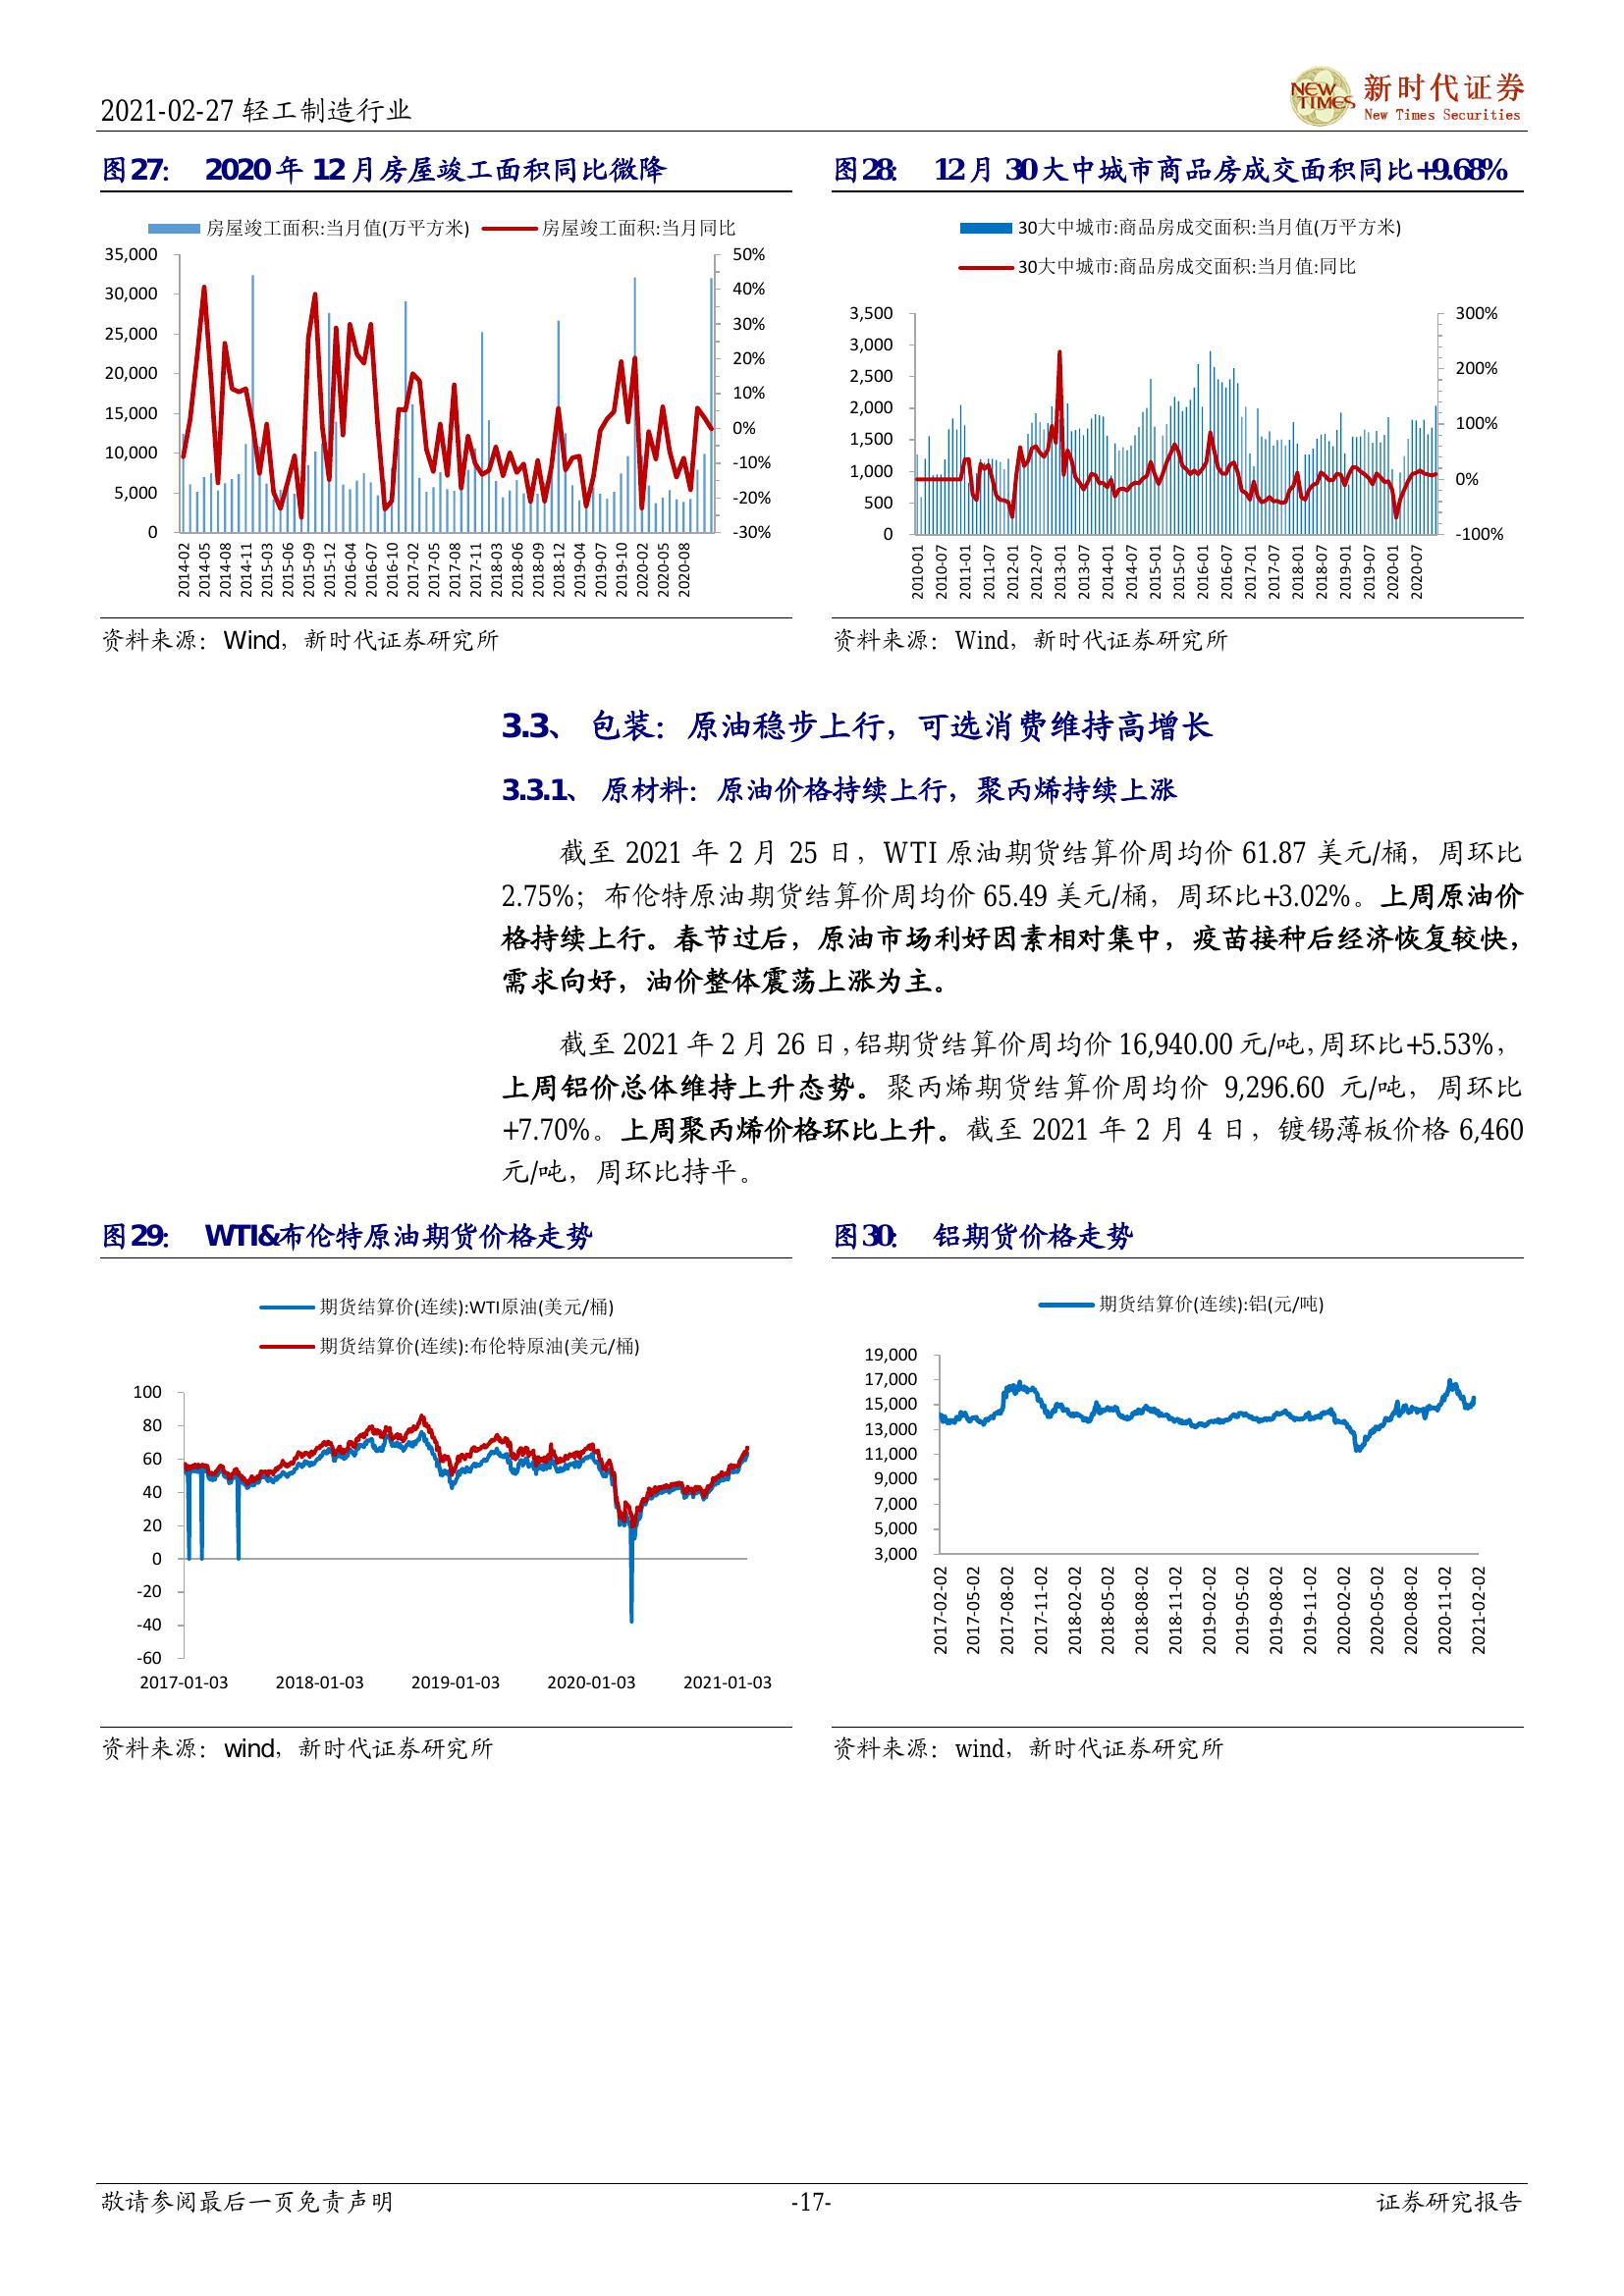 2021-02-27 轻工制造行业
NEW TIMES
新时代证券
New Times Securities
图27: 2020年12月房屋竣工面积同比微降
房屋竣工面积:当月值(万平方米) 房屋竣工面积:当月同比
35,000
30,000
25,000
20,000
15,000
10,000
5,000
0
50%
40%
30%
20%
10%
0%
-10%
-20%
-30%
2014-02 2014-05 2014-08 2014-11 2015-03 2015-06 2015-09 2015-12 2016-04 2016-07 2016-10 2017-02 2017-05 2017-08 2017-11 2018-03 2018-06 2018-09 2018-12 2019-04 2019-07 2019-10 2020-02 2020-05 2020-08
资料来源：Wind，新时代证券研究所
图28: 12月30大中城市商品房成交面积同比+9.68%
30大中城市:商品房成交面积:当月值(万平方米)
30大中城市:商品房成交面积:当月值:同比
3,500
3,000
2,500
2,000
1,500
1,000
500
0
300%
200%
100%
0%
-100%
2010-01 2010-07 2011-01 2011-07 2012-01 2012-07 2013-01 2013-07 2014-01 2014-07 2015-01 2015-07 2016-01 2016-07 2017-01 2017-07 2018-01 2018-07 2019-01 2019-07 2020-01 2020-07
资料来源：Wind，新时代证券研究所
3.3、 包装：原油稳步上行，可选消费维持高增长
3.3.1、 原材料：原油价格持续上行，聚丙烯持续上涨
截至 2021 年 2 月 25 日，WTI 原油期货结算价周均价 61.87 美元/桶，周环比
2.75%；布伦特原油期货结算价周均价 65.49 美元/桶，周环比+3.02%。上周原油价
格持续上行。春节过后，原油市场利好因素相对集中，疫苗接种后经济恢复较快，
需求向好，油价整体震荡上涨为主。
截至 2021 年 2 月 26 日，铝期货结算价周均价 16,940.00 元/吨，周环比+5.53%，
上周铝价总体维持上升态势。聚丙烯期货结算价周均价 9,296.60 元/吨，周环比
+7.70%。上周聚丙烯价格环比上升。截至 2021 年 2 月 4 日，镀锡薄板价格 6,460
元/吨，周环比持平。
图29: WTI&布伦特原油期货价格走势
期货结算价(连续):WTI原油(美元/桶)
期货结算价(连续):布伦特原油(美元/桶)
100
80
60
40
20
0
-20
-40
-60
2017-01-03 2018-01-03 2019-01-03 2020-01-03 2021-01-03
资料来源：wind，新时代证券研究所
图30: 铝期货价格走势
期货结算价(连续):铝(元/吨)
19,000
17,000
15,000
13,000
11,000
9,000
7,000
5,000
3,000
2017-02-02 2017-05-02 2017-08-02 2017-11-02 2018-02-02 2018-05-02 2018-08-02 2018-11-02 2019-02-02 2019-05-02 2019-08-02 2019-11-02 2020-02-02 2020-05-02 2020-08-02 2020-11-02 2021-02-02
资料来源：wind，新时代证券研究所
敬请参阅最后一页免责声明 -17- 证券研究报告